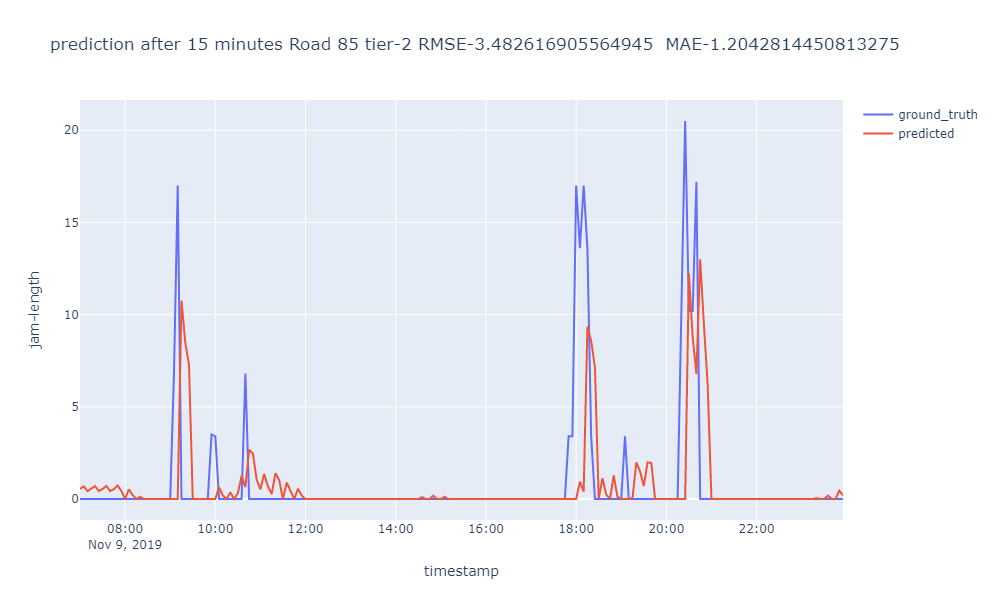 prediction after 15 minutes Road 85 tier-2 RMSE-3.482616905564945  MAE-1.2042814450813275
ground_truth
predicted
20
15
10
5
0
jam-length
08:00 10:00 12:00 14:00 16:00 18:00 20:00 22:00
Nov 9, 2019
timestamp